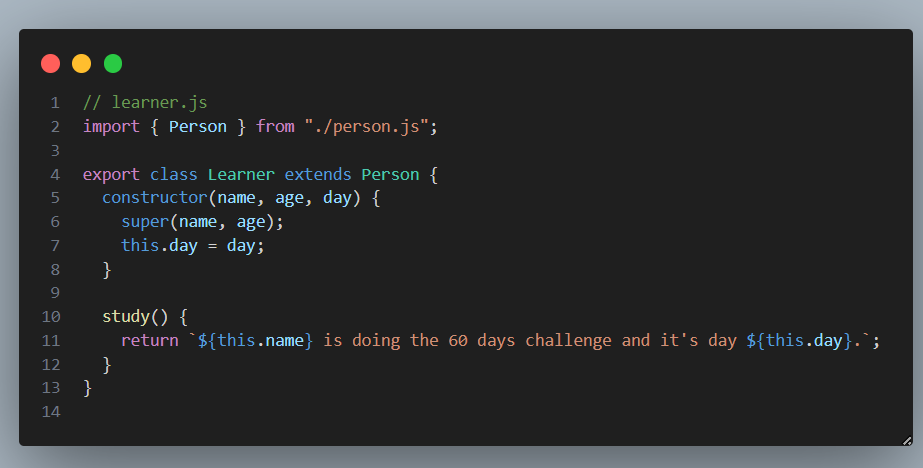 1 // learner.js
2 import { Person } from "./person.js";
3
4 export class Learner extends Person {
5   constructor(name, age, day) {
6     super(name, age);
7     this.day = day;
8   }
9
10   study() {
11     return `${this.name} is doing the 60 days challenge and it's day ${this.day}.`;
12   }
13 }
14